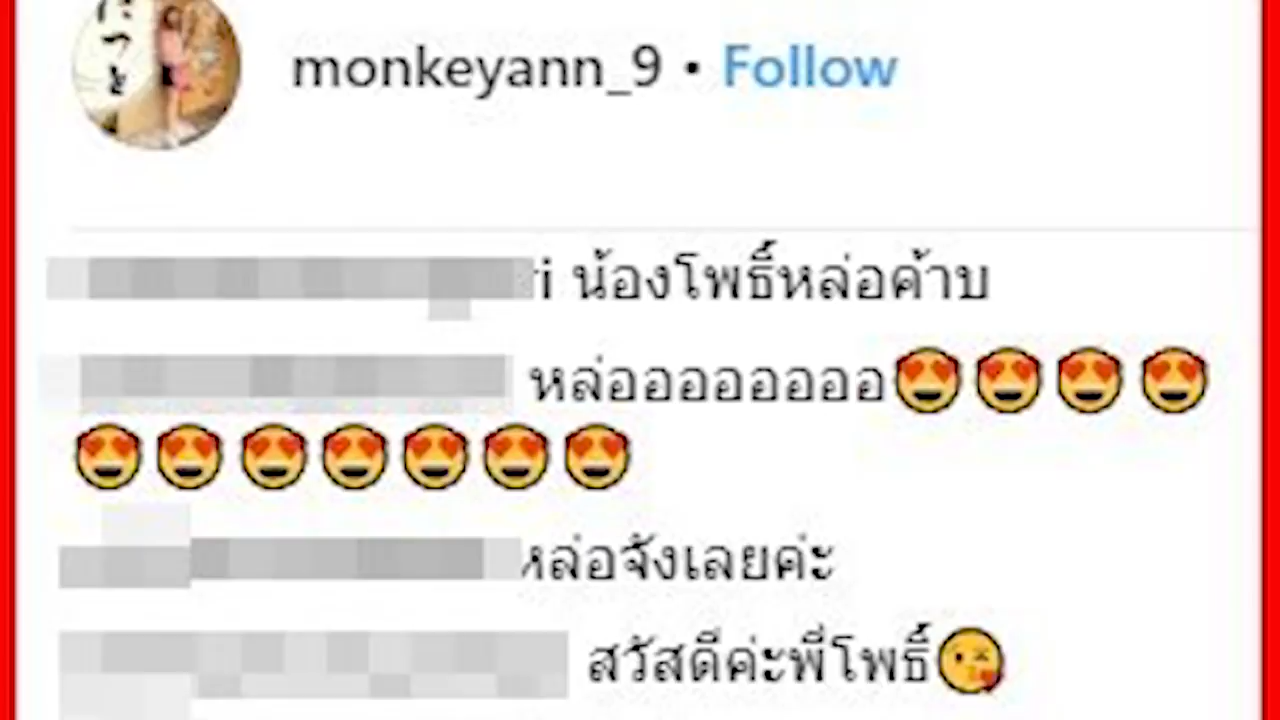 monkeyann_9 • Follow
ri น้องโพธิ์หล่อค้าบ
หล่อออออออออ😍😍😍😍
😍😍😍😍😍😍😍
หล่อจังเลยค่ะ
สวัสดีค่ะพี่โพธิ์😘